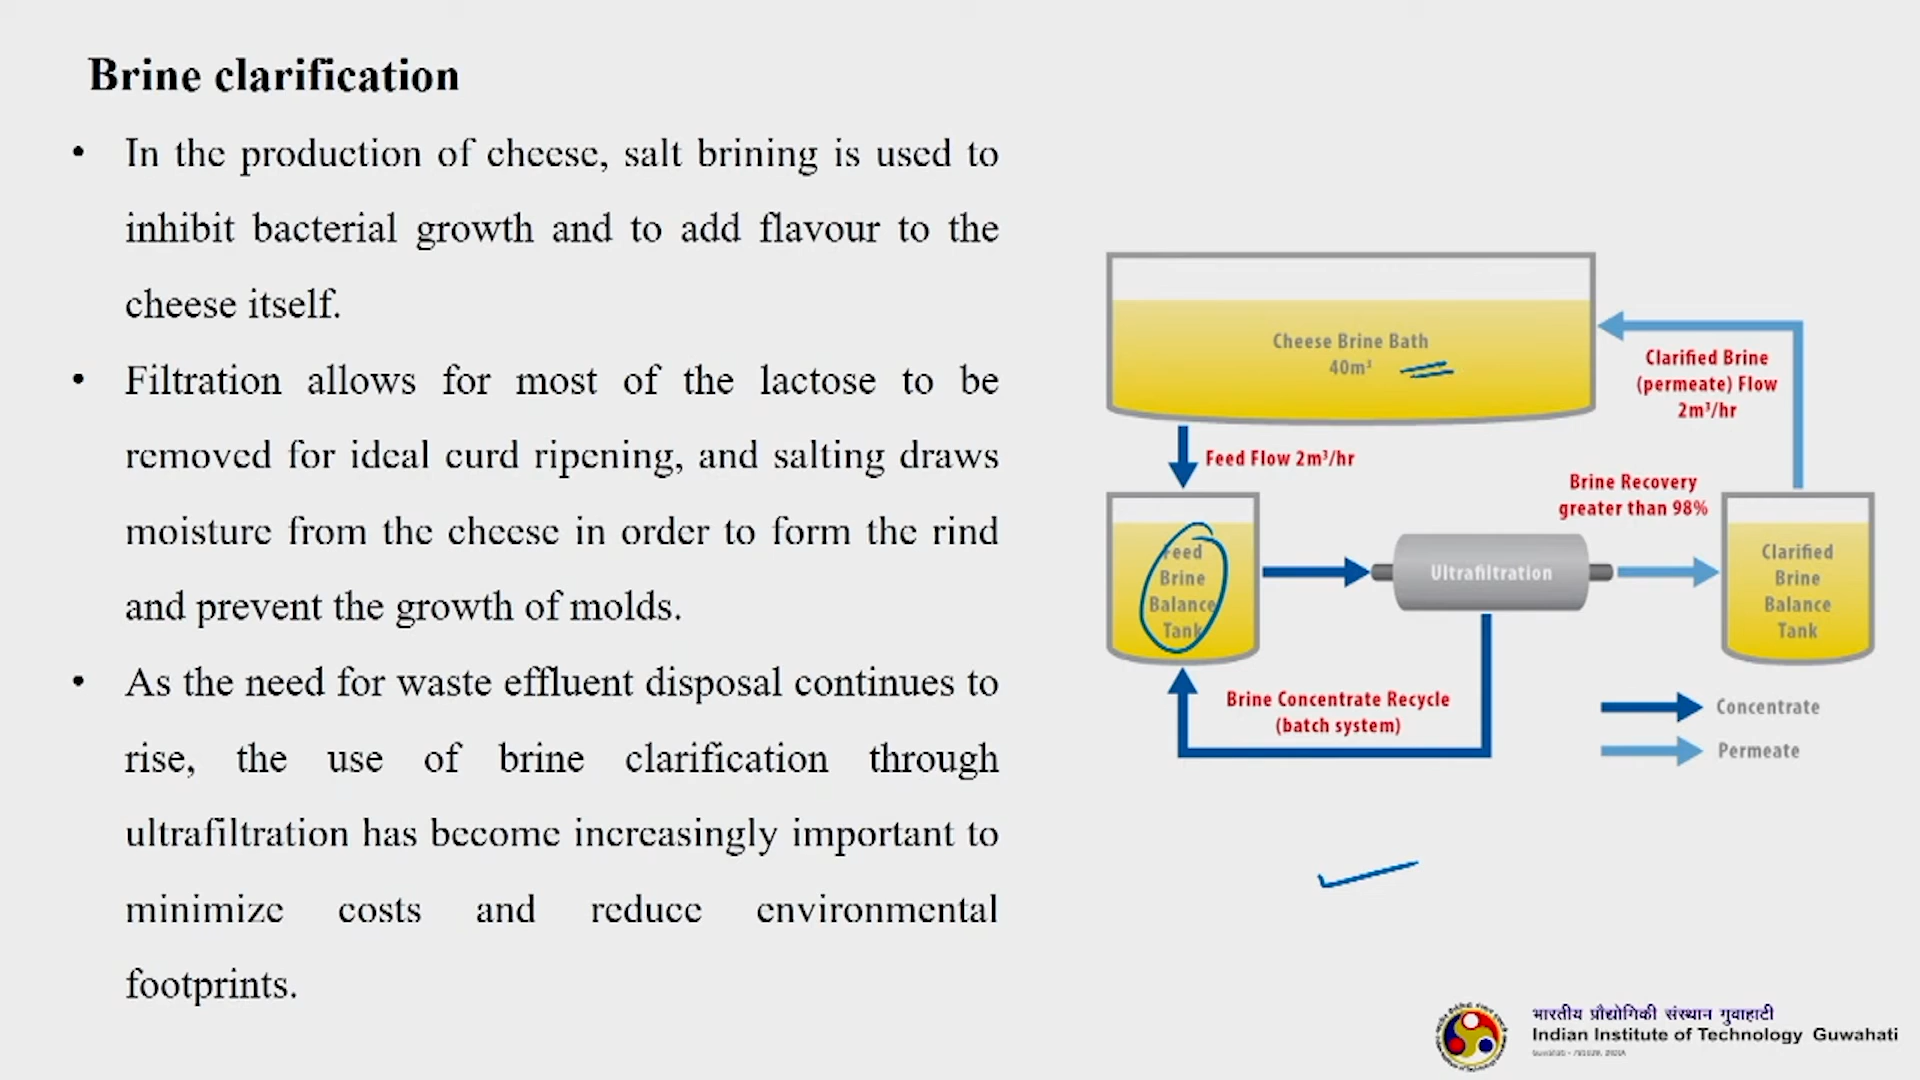 Brine clarification
• In the production of cheese, salt brining is used to
inhibit bacterial growth and to add flavour to the
cheese itself.
• Filtration allows for most of the lactose to be
removed for ideal curd ripening, and salting draws
moisture from the cheese in order to form the rind
and prevent the growth of molds.
• As the need for waste effluent disposal continues to
rise, the use of brine clarification through
ultrafiltration has become increasingly important to
minimize costs and reduce environmental
footprints.
Cheese Brine Bath
40m³
Clarified Brine
(permeate) Flow
2m³/hr
Feed Flow 2m³/hr
Brine Recovery
greater than 98%
Feed
Brine
Balance
Tank
Ultrafiltration
Clarified
Brine
Balance
Tank
Brine Concentrate Recycle
(batch system)
Concentrate
Permeate
भारतीय प्रौद्योगिकी संस्थान गुवाहाटी
Indian Institute of Technology Guwahati